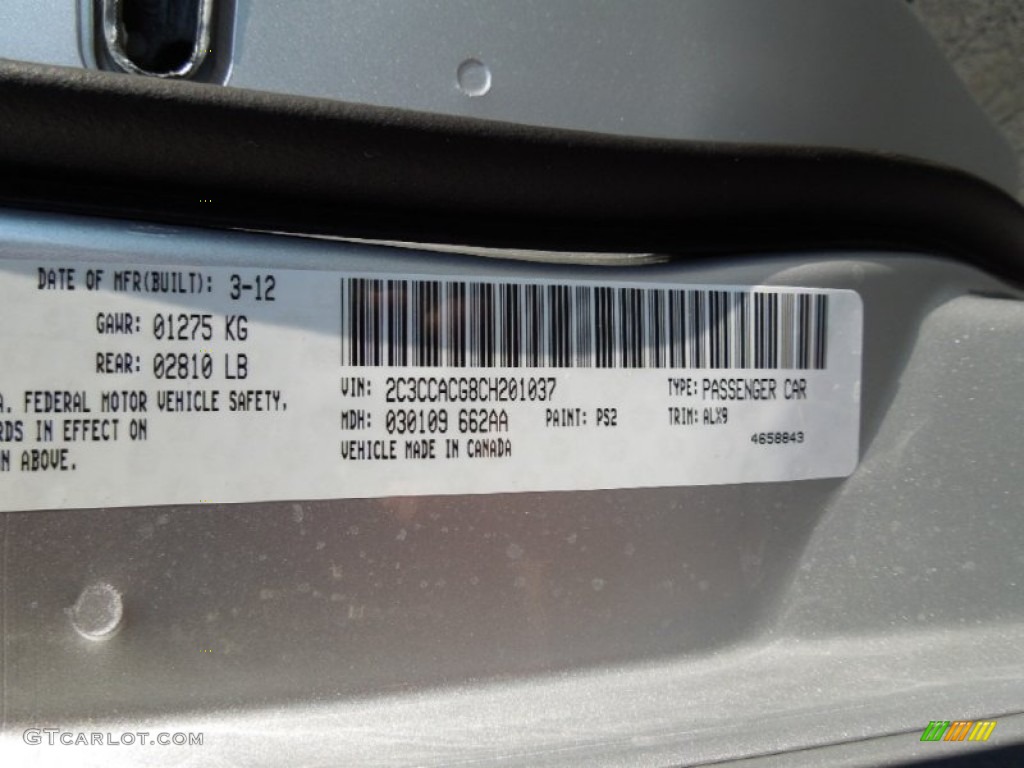 DATE OF MFR(BUILT): 3-12
GAWR: 01275 KG
REAR: 02810 LB
A. FEDERAL MOTOR VEHICLE SAFETY,
RDS IN EFFECT ON
N ABOVE.
VIN: 2C3CCACG8CH201037 TYPE: PASSENGER CAR
MDH: 030109 662AA PAINT: PS2 TRIM: ALX9
VEHICLE MADE IN CANADA 4658843
GTCARLOT.COM